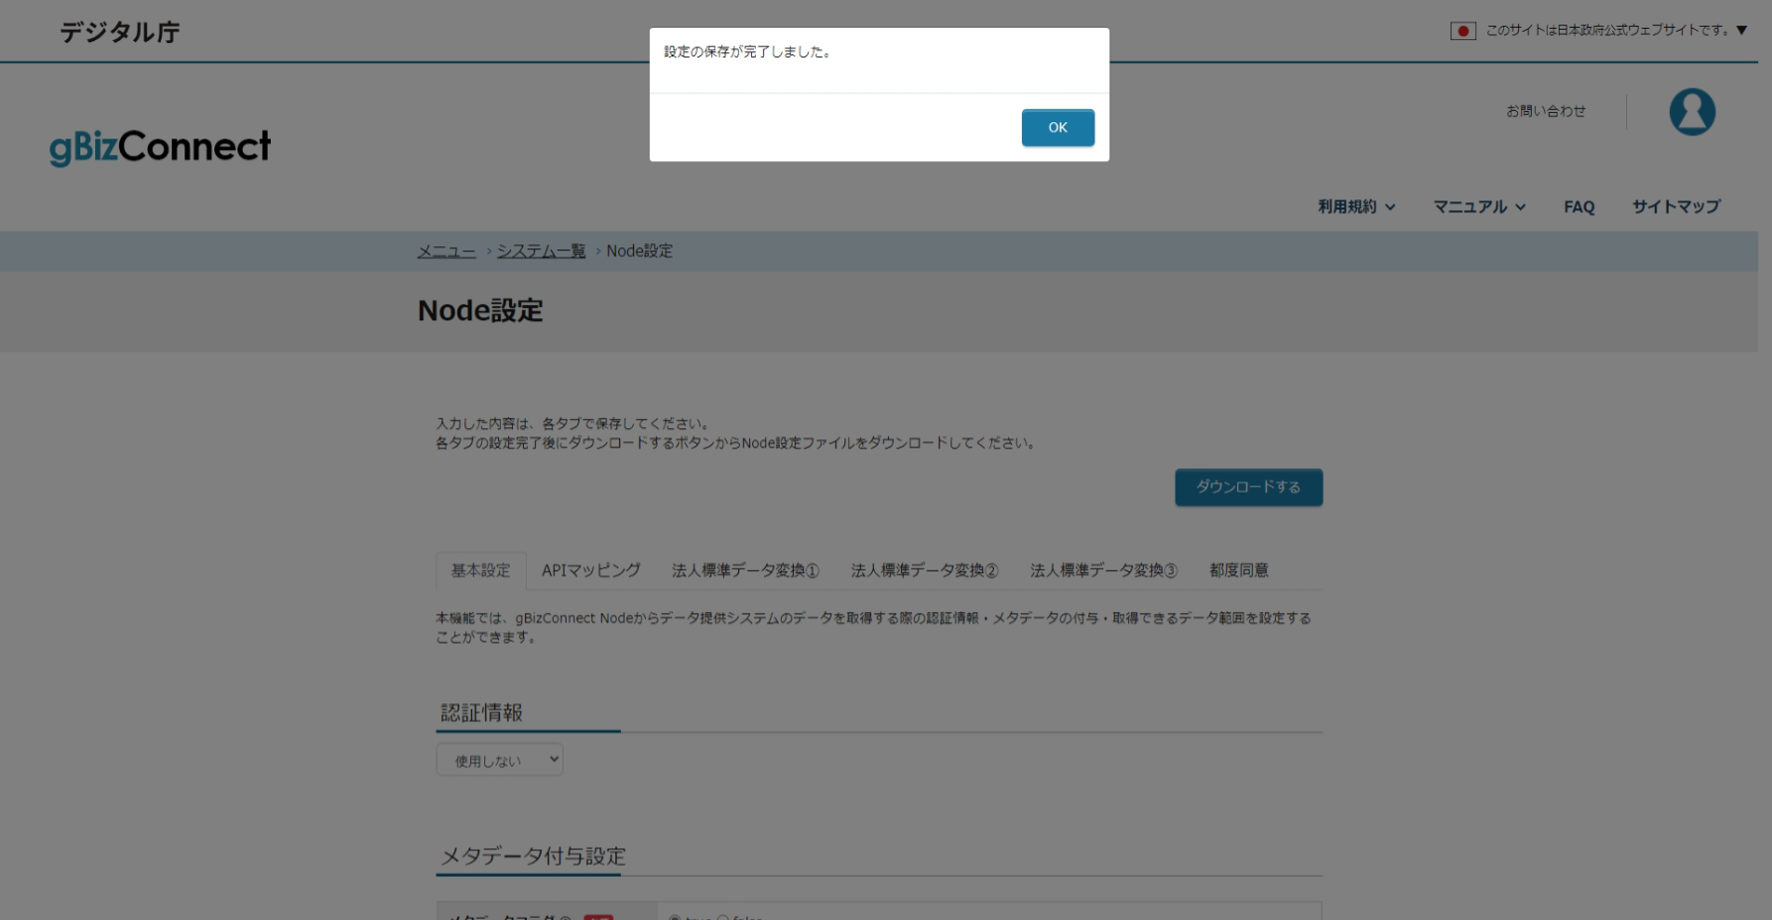 デジタル庁
このサイトは日本政府公式ウェブサイトです。▼
設定の保存が完了しました。
OK
お問い合わせ
gBizConnect
利用規約
マニュアル
FAQ
サイトマップ
メニュー › システム一覧 › Node設定
Node設定
入力した内容は、各タブで保存してください。
各タブの設定完了後にダウンロードするボタンからNode設定ファイルをダウンロードしてください。
ダウンロードする
基本設定 APIマッピング 法人標準データ変換① 法人標準データ変換② 法人標準データ変換③ 都度同意
本機能では、gBizConnect Nodeからデータ提供システムのデータを取得する際の認証情報・メタデータの付与・取得できるデータ範囲を設定する
ことができます。
認証情報
使用しない
メタデータ付与設定
true false